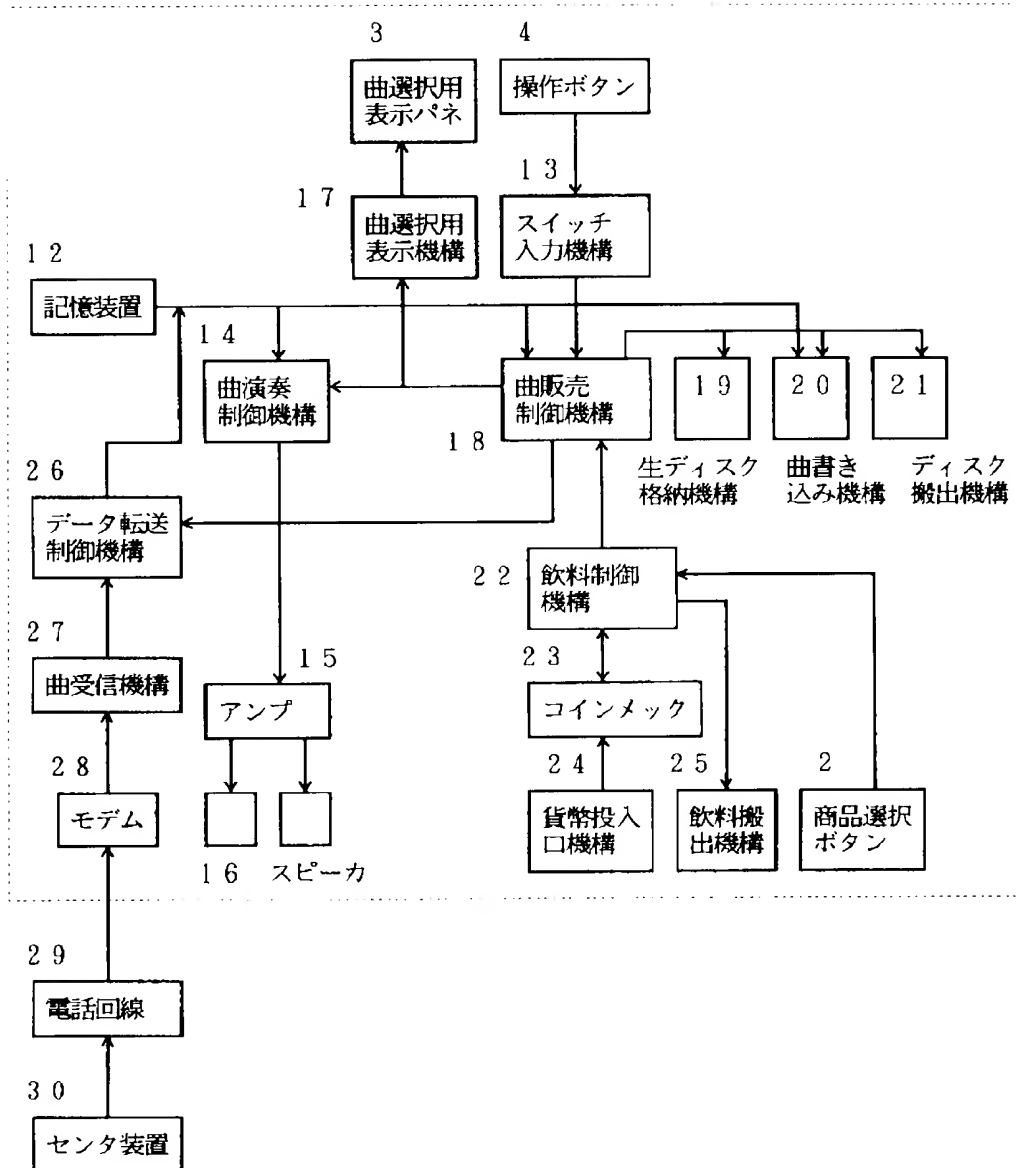 3
曲選択用
表示パネ
4
操作ボタン
17
曲選択用
表示機構
13
スイッチ
入力機構
12
記憶装置
14
曲演奏
制御機構
曲販売
制御機構
18
19
20
21
生ディスク
格納機構
曲書き
込み機構
ディスク
搬出機構
26
データ転送
制御機構
22
飲料制御
機構
27
曲受信機構
15
アンプ
23
コインメック
28
モデム
16 スピーカ
24
貨幣投入
口機構
25
飲料搬
出機構
2
商品選択
ボタン
29
電話回線
30
センタ装置